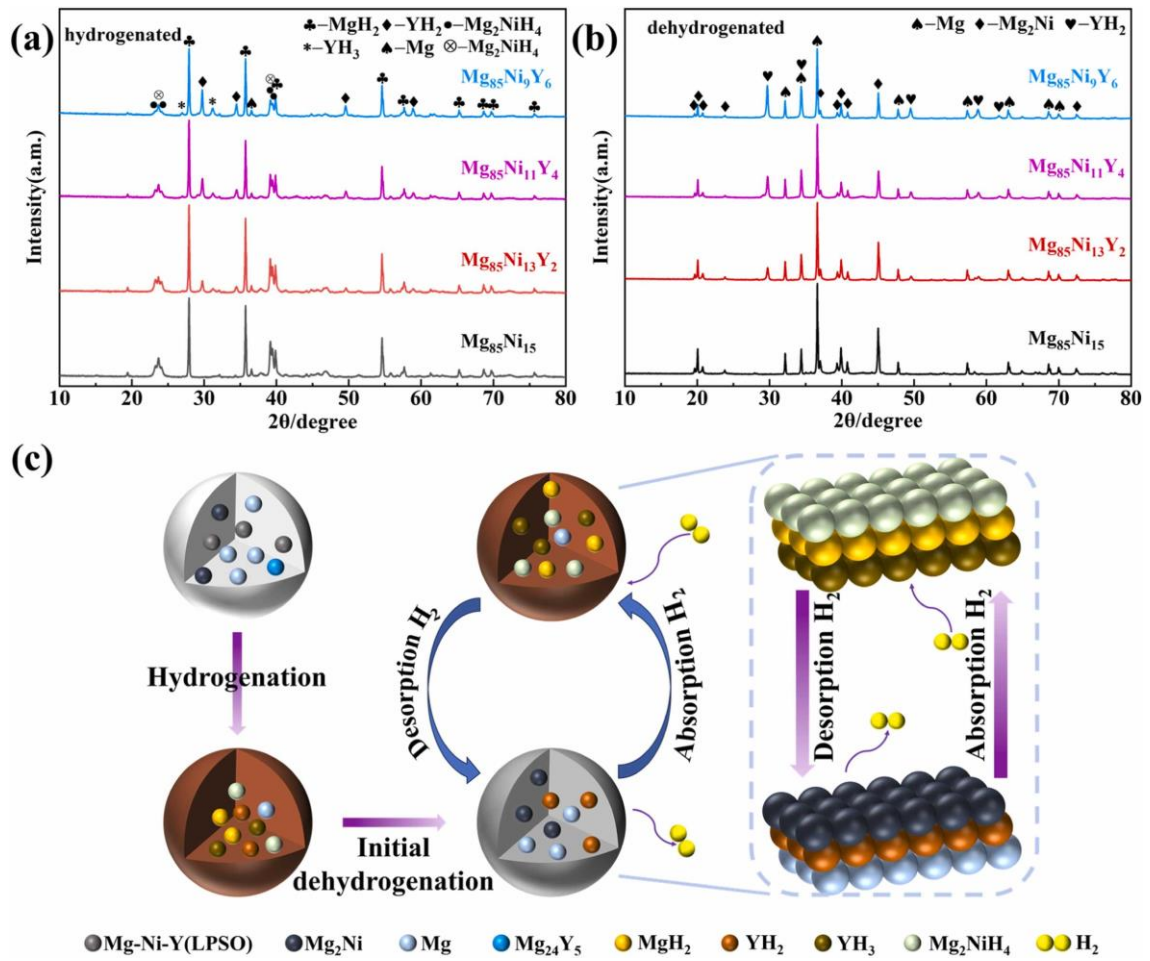 (a)
hydrogenated
♣–MgH₂ ♦–YH₂ ●–Mg₂NiH₄
*–YH₃ ♠–Mg ⊗–Mg₂NiH₄
Mg₈₅Ni₉Y₆
Mg₈₅Ni₁₁Y₄
Mg₈₅Ni₁₃Y₂
Mg₈₅Ni₁₅
Intensity(a.m.)
10 20 30 40 50 60 70 80
2θ/degree
(b)
dehydrogenated
♠–Mg ♦–Mg₂Ni ♥–YH₂
Mg₈₅Ni₉Y₆
Mg₈₅Ni₁₁Y₄
Mg₈₅Ni₁₃Y₂
Mg₈₅Ni₁₅
Intensity(a.m.)
10 20 30 40 50 60 70 80
2θ/degree
(c)
Hydrogenation
Initial
dehydrogenation
Desorption H₂
Absorption H₂
Desorption H₂
Absorption H₂
Mg-Ni-Y(LPSO) Mg₂Ni Mg Mg₂₄Y₅ MgH₂ YH₂ YH₃ Mg₂NiH₄ H₂